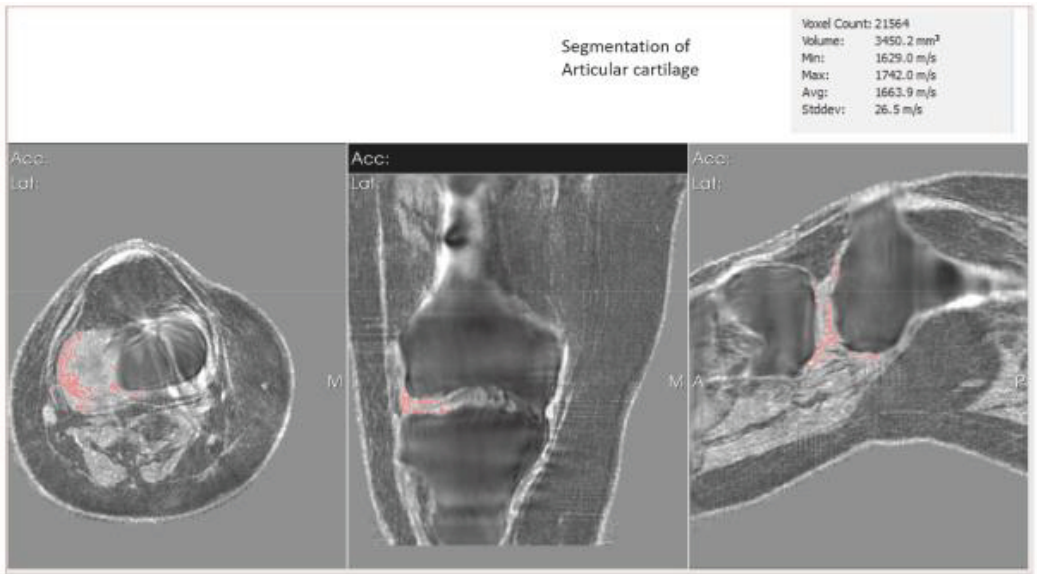 Segmentation of
Articular cartilage
Voxel Count: 21564
Volume: 3450.2 mm³
Min: 1629.0 m/s
Max: 1742.0 m/s
Avg: 1663.9 m/s
Stddev: 26.5 m/s
Acc:
Lat:
M
Acc:
Lat:
M
Acc:
Lat:
A
P